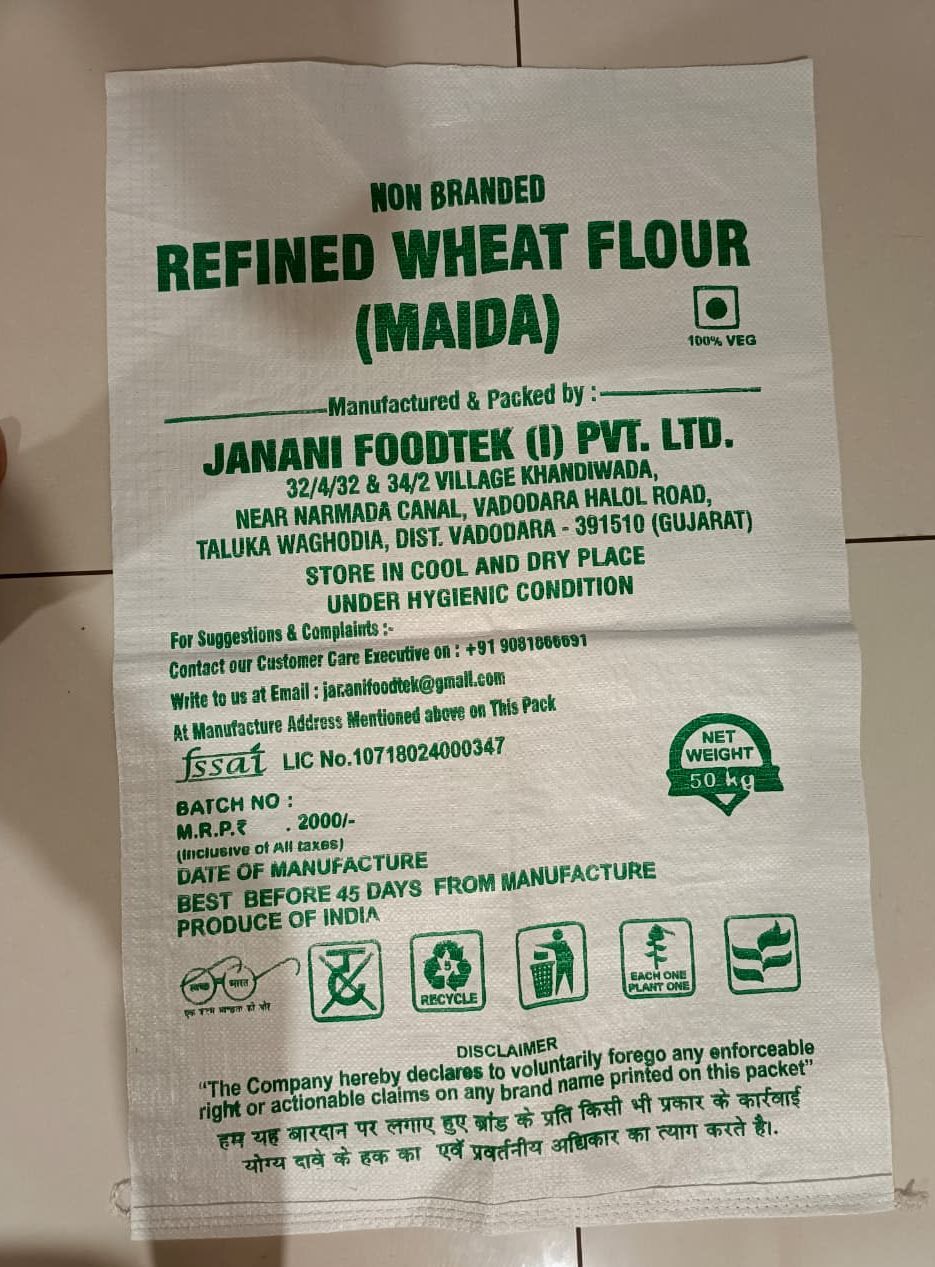 NON BRANDED
REFINED WHEAT FLOUR
(MAIDA)
100% VEG
Manufactured & Packed by :
JANANI FOODTEK (I) PVT. LTD.
32/4/32 & 34/2 VILLAGE KHANDIWADA,
NEAR NARMADA CANAL, VADODARA HALOL ROAD,
TALUKA WAGHODIA, DIST. VADODARA - 391510 (GUJARAT)
STORE IN COOL AND DRY PLACE
UNDER HYGIENIC CONDITION
For Suggestions & Complaints :-
Contact our Customer Care Executive on : +91 9081866691
Write to us at Email : jananifoodtek@gmail.com
At Manufacture Address Mentioned above on This Pack
fssai LIC No.10718024000347
NET
WEIGHT
50 kg
BATCH NO :
M.R.P.₹ . 2000/-
(Inclusive of All taxes)
DATE OF MANUFACTURE
BEST BEFORE 45 DAYS FROM MANUFACTURE
PRODUCE OF INDIA
स्वच्छ भारत
एक कदम स्वच्छता की ओर
RECYCLE
EACH ONE
PLANT ONE
DISCLAIMER
“The Company hereby declares to voluntarily forego any enforceable
right or actionable claims on any brand name printed on this packet”
हम यह बारदान पर लगाए हुए ब्रांड के प्रति किसी भी प्रकार के कार्रवाई
योग्य दावे के हक का एवॅ प्रवर्तनीय अधिकार का त्याग करते है।.